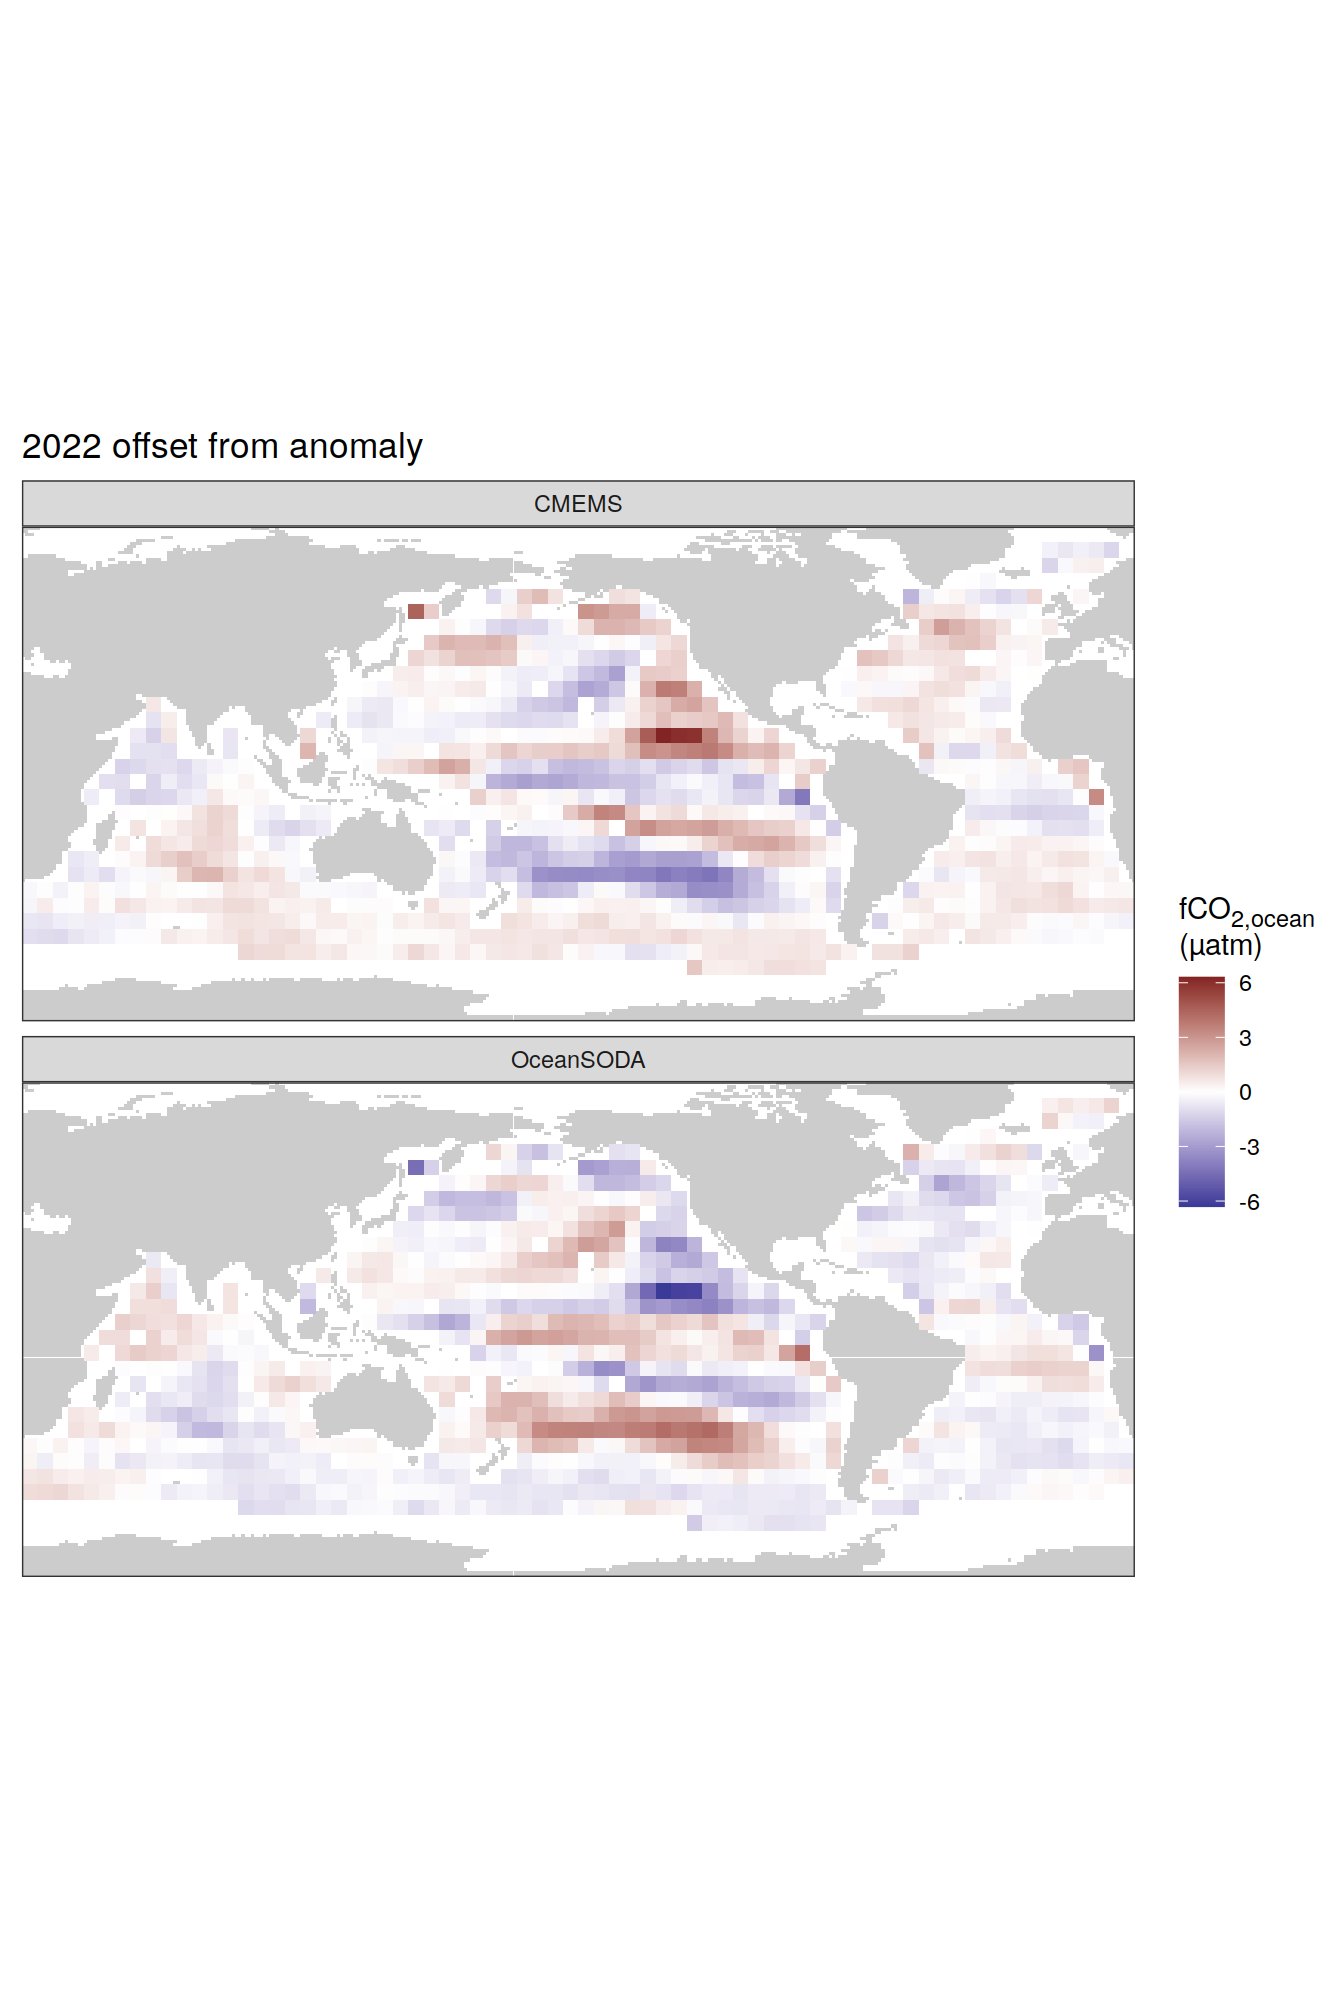 2022 offset from anomaly
CMEMS
fCO2,ocean
(µatm)
6
3
0
-3
-6
OceanSODA